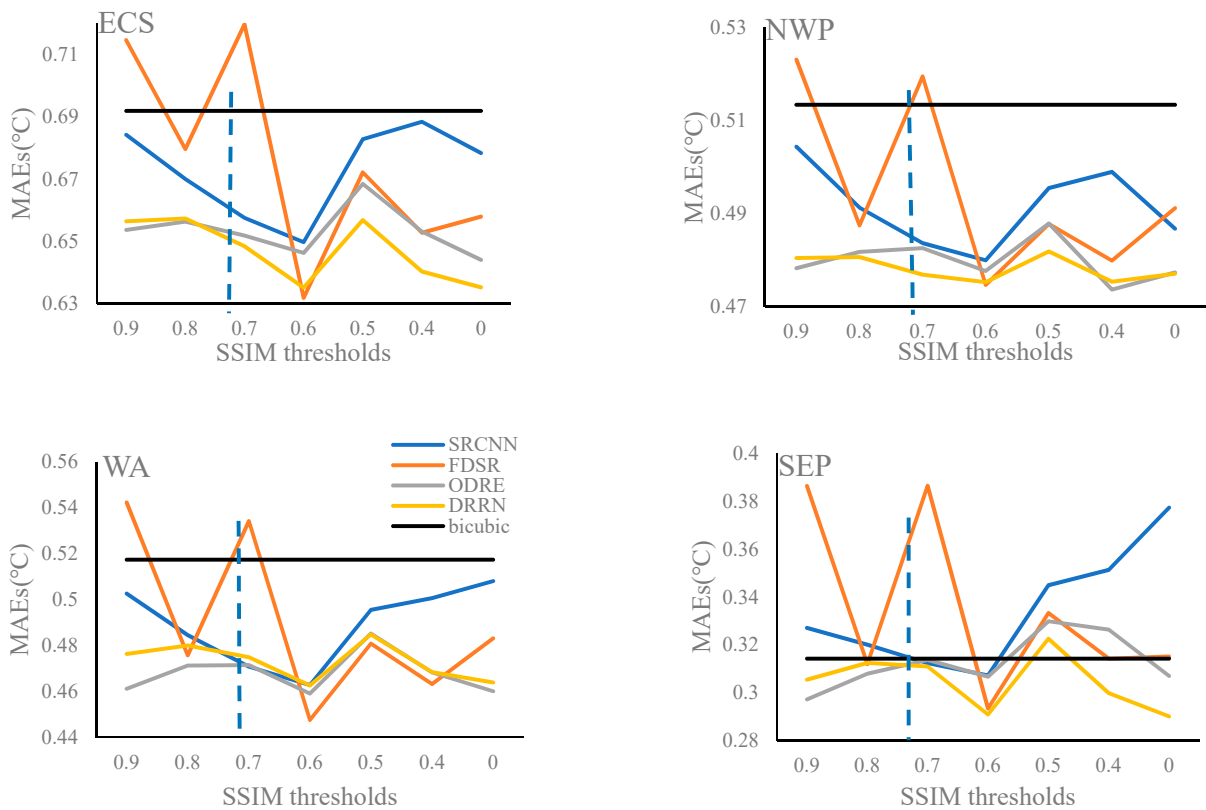 ECS
0.71
0.69
0.67
0.65
0.63
MAEs(°C)
0.9 0.8 0.7 0.6 0.5 0.4 0
SSIM thresholds
NWP
0.53
0.51
0.49
0.47
MAEs(°C)
0.9 0.8 0.7 0.6 0.5 0.4 0
SSIM thresholds
WA
0.56
0.54
0.52
0.5
0.48
0.46
0.44
MAEs(°C)
SRCNN
FDSR
ODRE
DRRN
bicubic
0.9 0.8 0.7 0.6 0.5 0.4 0
SSIM thresholds
SEP
0.4
0.38
0.36
0.34
0.32
0.3
0.28
MAEs(°C)
0.9 0.8 0.7 0.6 0.5 0.4 0
SSIM thresholds